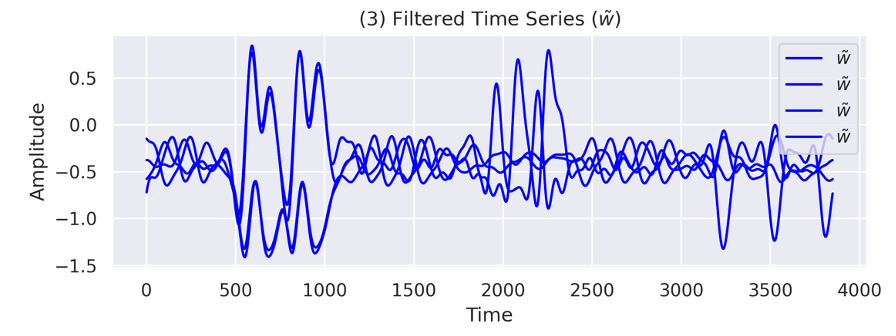 (3) Filtered Time Series (w̃)
Amplitude
0.5
0.0
−0.5
−1.0
−1.5
w̃
w̃
w̃
w̃
0 500 1000 1500 2000 2500 3000 3500 4000
Time